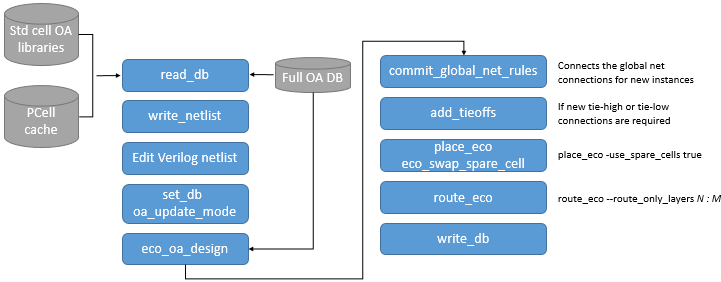 Std cell OA
libraries
PCell
cache
read_db
Full OA DB
write_netlist
Edit Verilog netlist
set_db
oa_update_mode
eco_oa_design
commit_global_net_rules
Connects the global net
connections for new instances
add_tieoffs
If new tie-high or tie-low
connections are required
place_eco
eco_swap_spare_cell
place_eco -use_spare_cells true
route_eco
route_eco --route_only_layers N : M
write_db